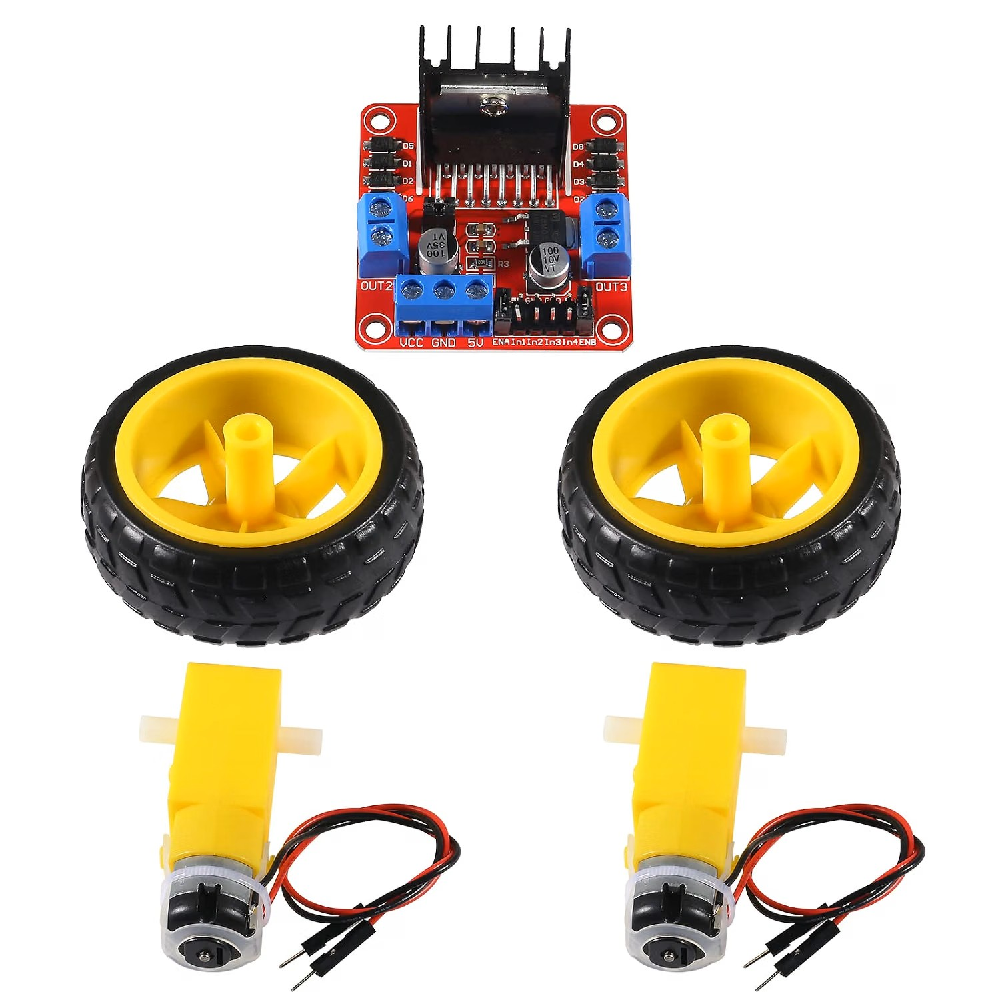 D5
D8
D1
D4
D2
D3
D6
D7
100
35V
VT
100
10V
VT
R3
OUT2
OUT3
VCC GND 5V
ENA In1 In2 In3 In4 ENB